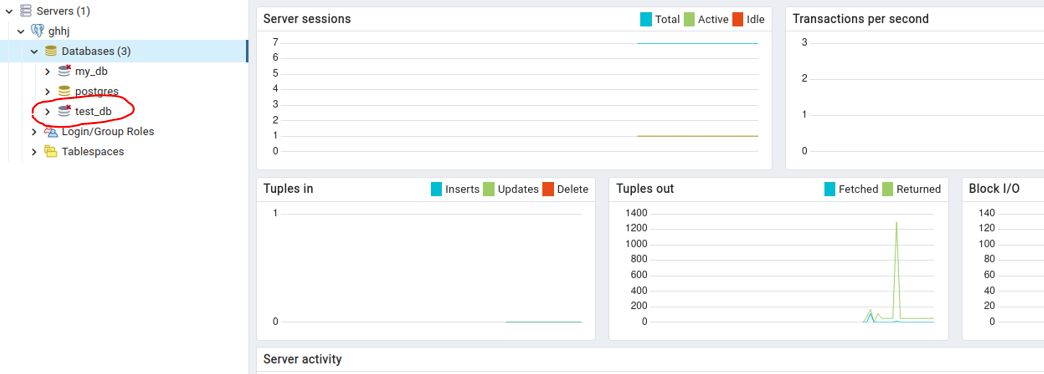 Servers (1)
ghhj
Databases (3)
my_db
postgres
test_db
Login/Group Roles
Tablespaces
Server sessions
Total Active Idle
7
6
5
4
3
2
1
0
Transactions per second
3
2
1
0
Tuples in
Inserts Updates Delete
1
0
Tuples out
Fetched Returned
1400
1200
1000
800
600
400
200
0
Block I/O
140
120
100
80
60
40
20
0
Server activity